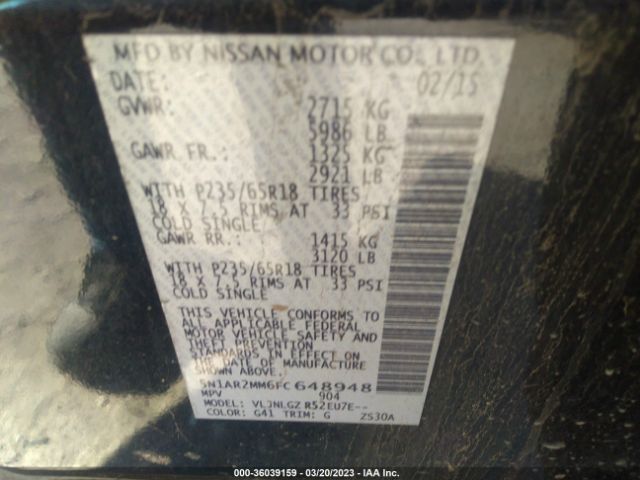 MFD BY NISSAN MOTOR CO., LTD.
DATE: 02/15
GVWR: 2715 KG
5986 LB
GAWR FR.: 1325 KG
2921 LB
WITH P235/65R18 TIRES
18 X 7.5 RIMS AT 33 PSI
COLD SINGLE
GAWR RR.: 1415 KG
3120 LB
WITH P235/65R18 TIRES
18 X 7.5 RIMS AT 33 PSI
COLD SINGLE
THIS VEHICLE CONFORMS TO
ALL APPLICABLE FEDERAL
MOTOR VEHICLE SAFETY AND
THEFT PREVENTION
STANDARDS IN EFFECT
ON THE DATE OF MANUFACTURE
SHOWN ABOVE.
5N1AR2MM6FC648948
MPV 904
MODEL: VLJNLGZ R52EU7E--
COLOR: G41 TRIM: G ZS30A
000-36039159 — 03/20/2023 — IAA Inc.